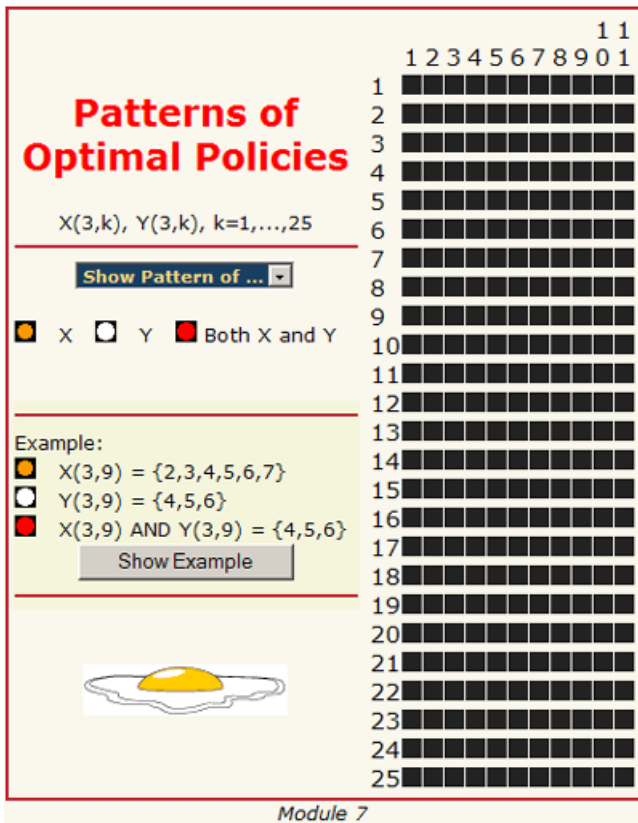 Patterns of
Optimal Policies
X(3,k), Y(3,k), k=1,...,25
Show Pattern of ...
X Y Both X and Y
Example:
X(3,9) = {2,3,4,5,6,7}
Y(3,9) = {4,5,6}
X(3,9) AND Y(3,9) = {4,5,6}
Show Example
1 1
1 2 3 4 5 6 7 8 9 0 1
1
2
3
4
5
6
7
8
9
10
11
12
13
14
15
16
17
18
19
20
21
22
23
24
25
Module 7